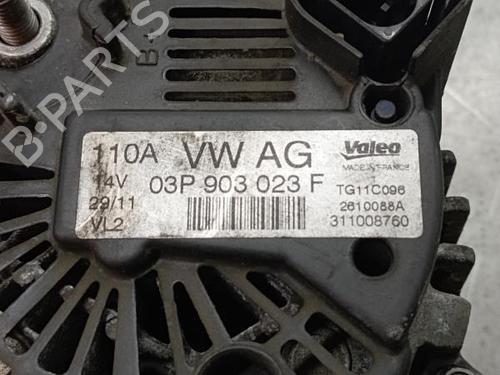 B-PARTS
B
110A VW AG Valeo
MADE IN FRANCE
14V 03P 903 023 F TG11C096
29/11 2610088A
VL2 311008760